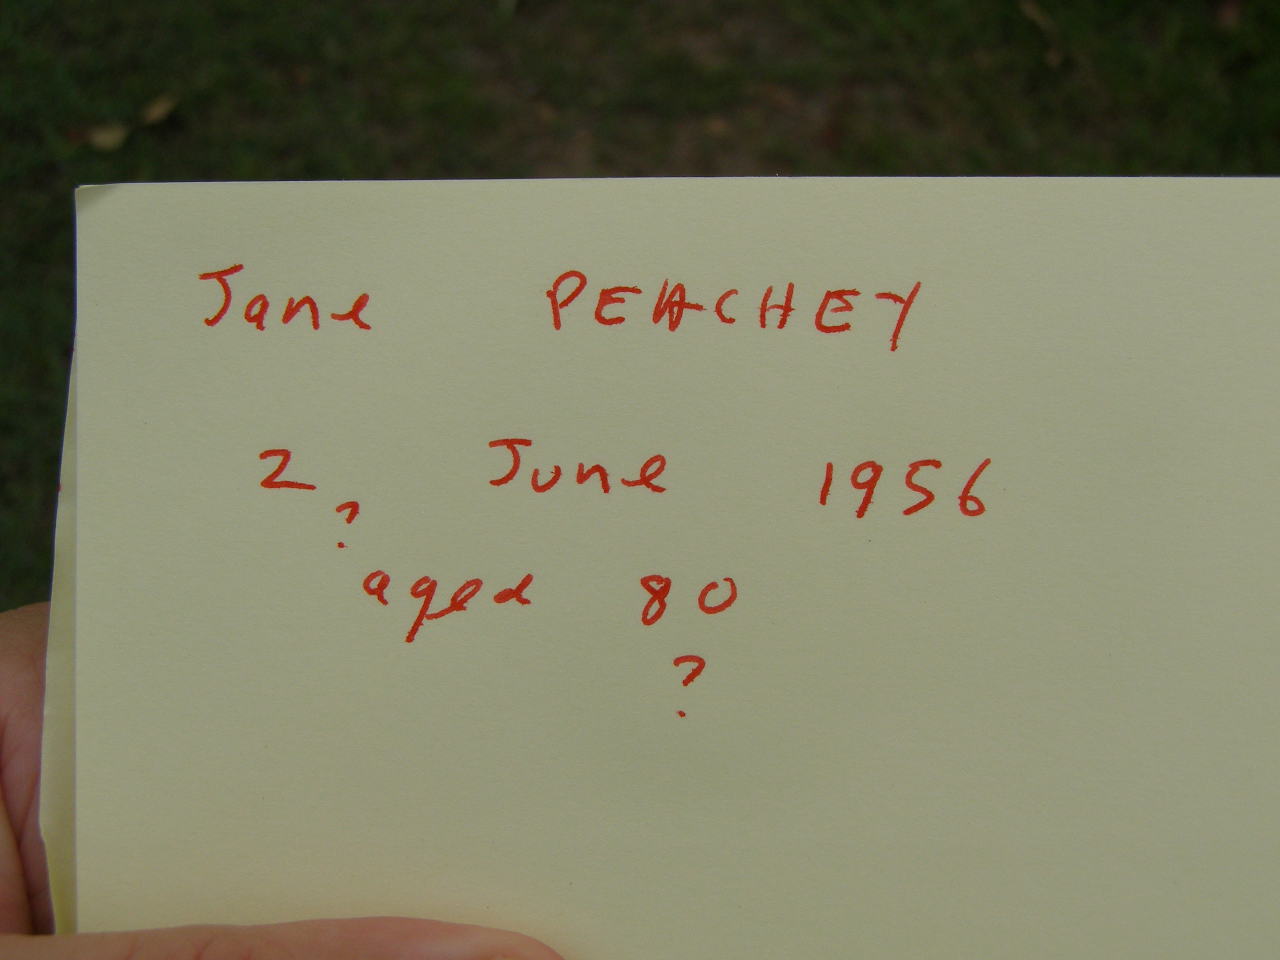 Jane PEACHEY
2 June 1956
?
aged 80
?